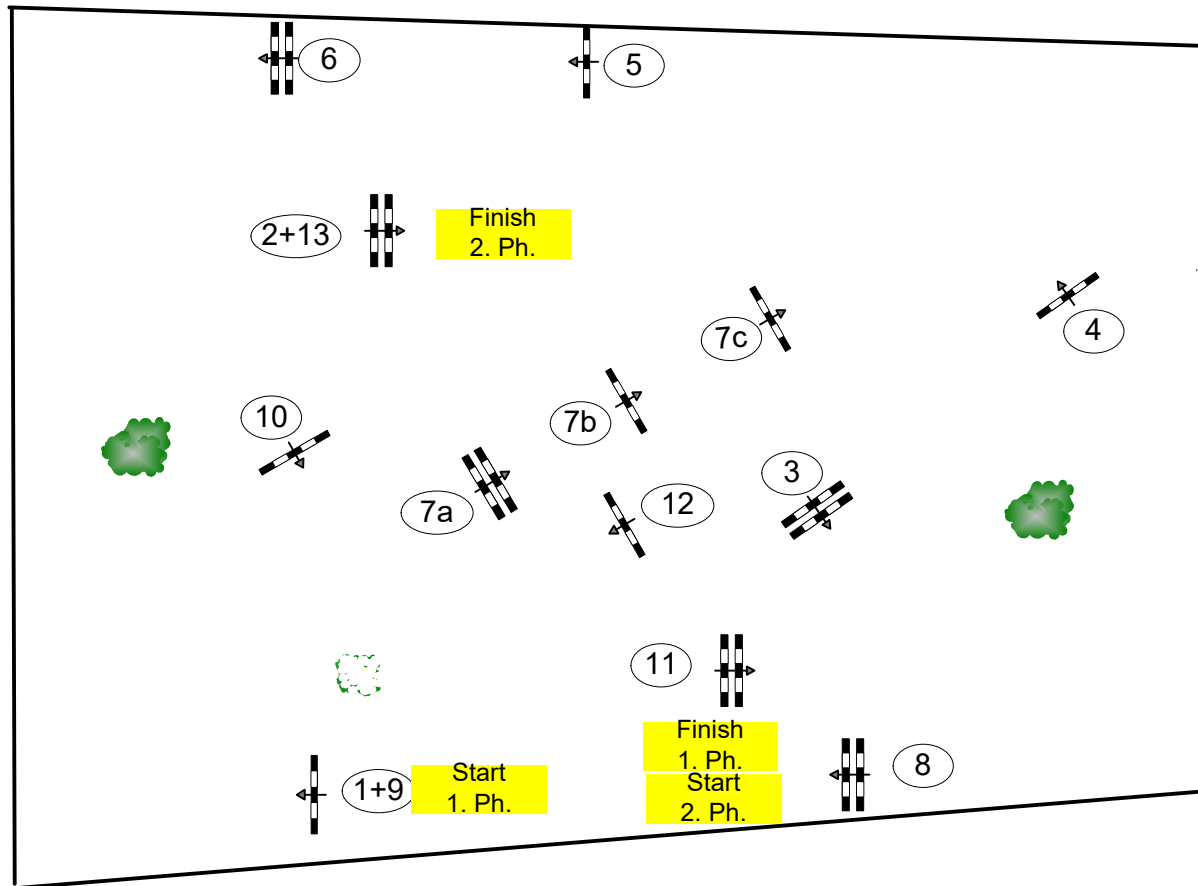 6
5
2+13
Finish
2. Ph.
7c
4
10
7b
3
7a
12
11
Finish
1. Ph.
8
1+9
Start
1. Ph.
Start
2. Ph.